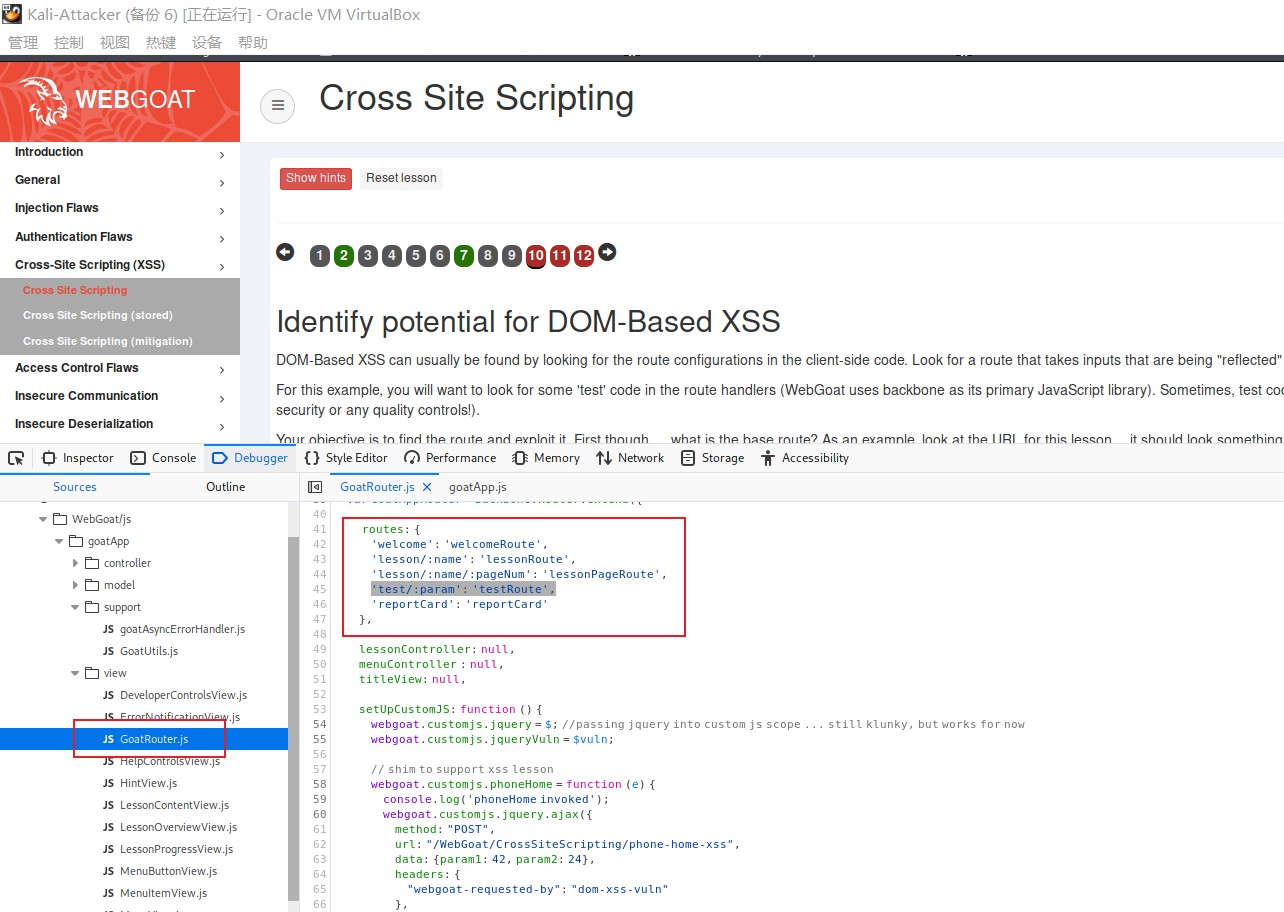 Kali-Attacker (备份 6) [正在运行] - Oracle VM VirtualBox
管理 控制 视图 热键 设备 帮助
WEBGOAT
Cross Site Scripting
Introduction
General
Injection Flaws
Authentication Flaws
Cross-Site Scripting (XSS)
Cross Site Scripting
Cross Site Scripting (stored)
Cross Site Scripting (mitigation)
Access Control Flaws
Insecure Communication
Insecure Deserialization
Show hints Reset lesson
1 2 3 4 5 6 7 8 9 10 11 12
Identify potential for DOM-Based XSS
DOM-Based XSS can usually be found by looking for the route configurations in the client-side code. Look for a route that takes inputs that are being "reflected"
For this example, you will want to look for some 'test' code in the route handlers (WebGoat uses backbone as its primary JavaScript library). Sometimes, test
security or any quality controls!).
Your objective is to find the route and exploit it. First though ... what is the base route? As an example, look at the URL for this lesson ... it should look something
Inspector Console Debugger Style Editor Performance Memory Network Storage Accessibility
Sources Outline
GoatRouter.js goatApp.js
WebGoat/js
goatApp
controller
model
support
JS goatAsyncErrorHandler.js
JS GoatUtils.js
view
JS DeveloperControlsView.js
JS ErrorNotificationView.js
JS GoatRouter.js
JS HelpControlsView.js
JS HintView.js
JS LessonContentView.js
JS LessonOverviewView.js
JS LessonProgressView.js
JS MenuButtonView.js
JS MenuItemView.js
40
41 routes: {
42 'welcome': 'welcomeRoute',
43 'lesson/:name': 'lessonRoute',
44 'lesson/:name/:pageNum': 'lessonPageRoute',
45 'test/:param': 'testRoute',
46 'reportCard': 'reportCard'
47 },
48
49 lessonController: null,
50 menuController : null,
51 titleView: null,
52
53 setUpCustomJS: function () {
54 webgoat.customjs.jquery = $; //passing jquery into custom js scope ... still klunky, but works for now
55 webgoat.customjs.jqueryVuln = $vuln;
56
57 // shim to support xss lesson
58 webgoat.customjs.phoneHome = function (e) {
59 console.log('phoneHome invoked');
60 webgoat.customjs.jquery.ajax({
61 method: "POST",
62 url: "/WebGoat/CrossSiteScripting/phone-home-xss",
63 data: {param1: 42, param2: 24},
64 headers: {
65 "webgoat-requested-by": "dom-xss-vuln"
66 },